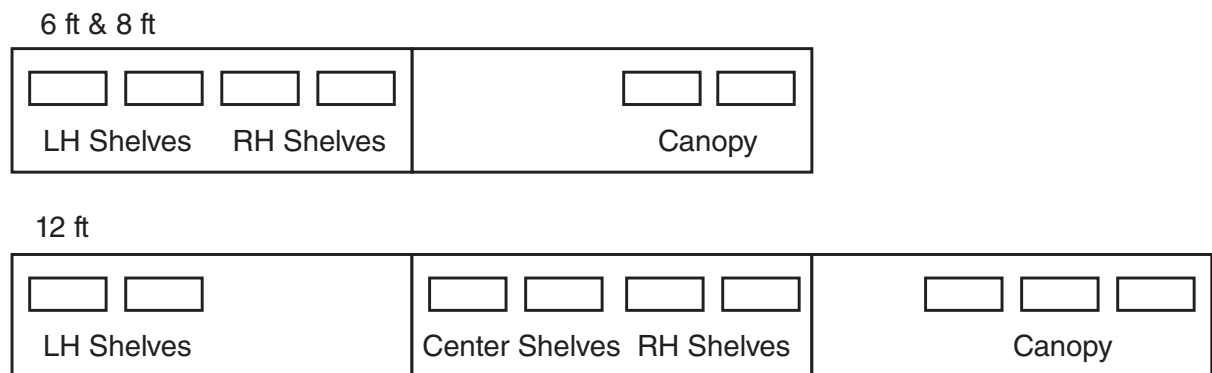 6 ft & 8 ft
LH Shelves RH Shelves Canopy
12 ft
LH Shelves Center Shelves RH Shelves Canopy